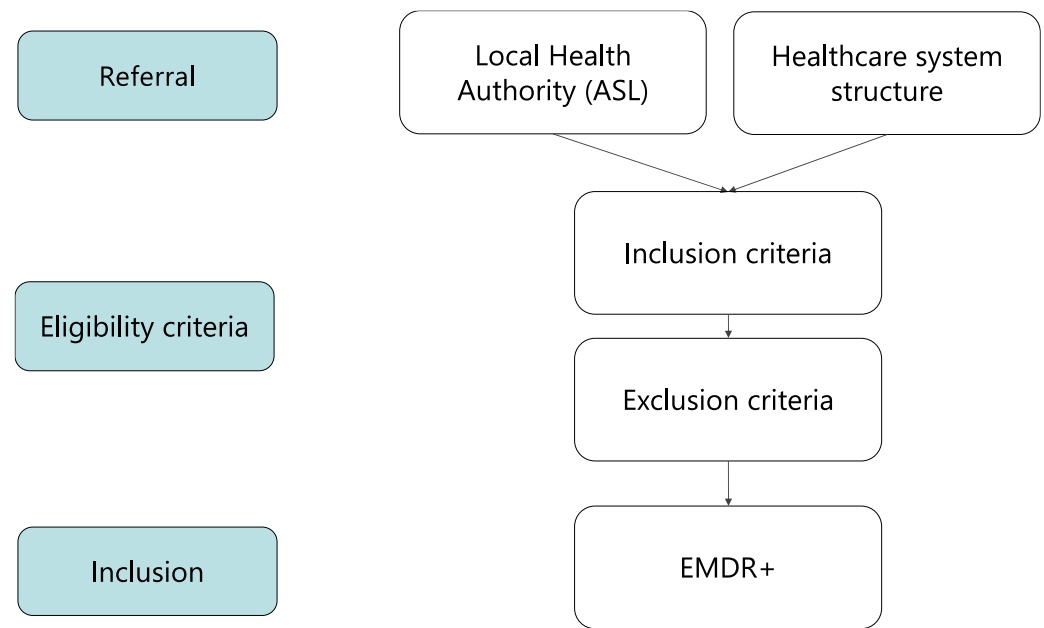 Referral
Local Health
Authority (ASL)
Healthcare system
structure
Inclusion criteria
Eligibility criteria
Exclusion criteria
Inclusion
EMDR+